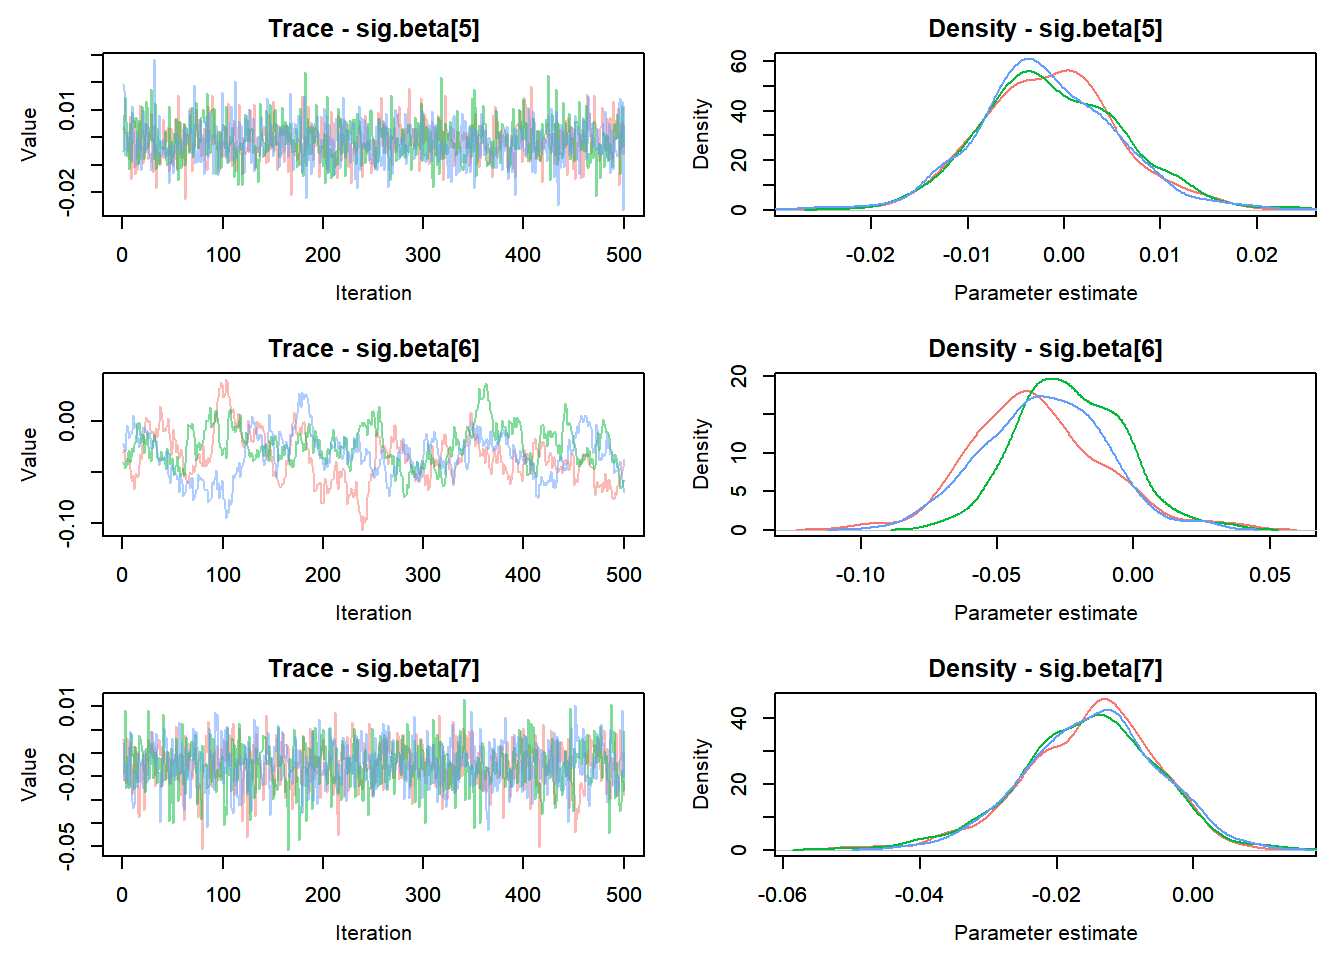 Trace - sig.beta[5]
Value
0.01
-0.02
0 100 200 300 400 500
Iteration
Density - sig.beta[5]
Density
60
40
20
0
-0.02 -0.01 0.00 0.01 0.02
Parameter estimate
Trace - sig.beta[6]
Value
0.00
-0.10
0 100 200 300 400 500
Iteration
Density - sig.beta[6]
Density
20
10
5
0
-0.10 -0.05 0.00 0.05
Parameter estimate
Trace - sig.beta[7]
Value
0.01
-0.02
-0.05
0 100 200 300 400 500
Iteration
Density - sig.beta[7]
Density
40
20
0
-0.06 -0.04 -0.02 0.00
Parameter estimate